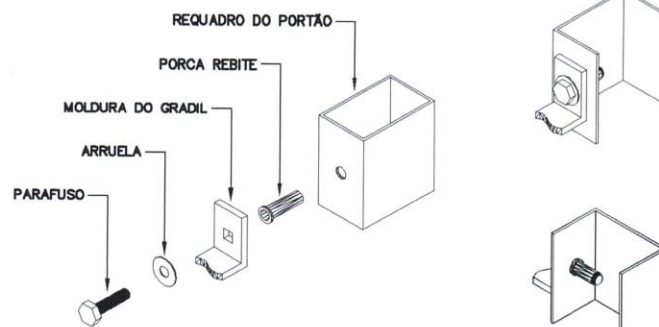 REQUADRO DO PORTÃO
PORCA REBITE
MOLDURA DO GRADIL
ARRUELA
PARAFUSO